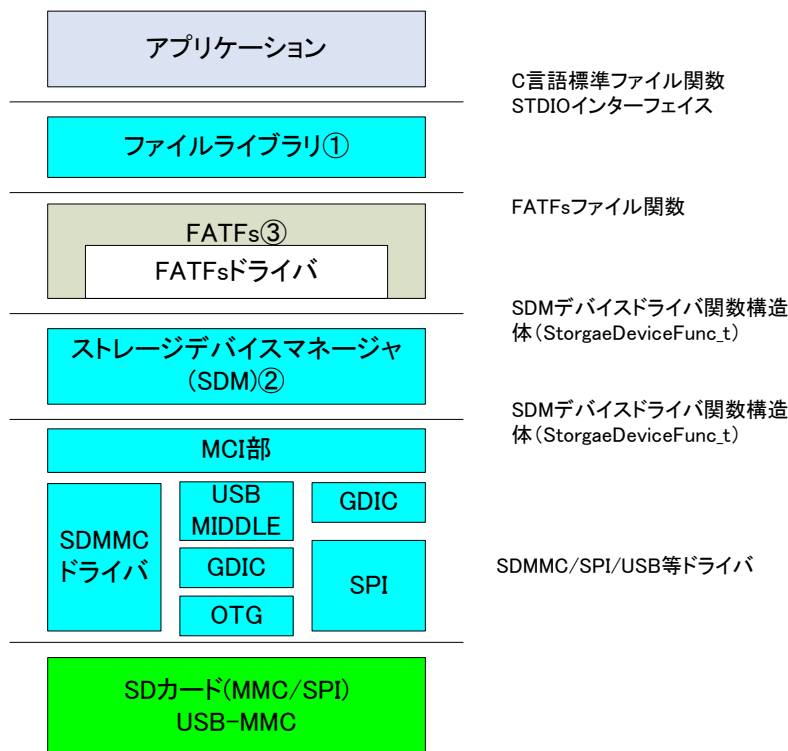 アプリケーション
C言語標準ファイル関数
STDIOインターフェイス
ファイルライブラリ①
FATFsファイル関数
FATFs③
FATFsドライバ
SDMデバイスドライバ関数構造
体(StorgaeDeviceFunc_t)
ストレージデバイスマネージャ
(SDM)②
SDMデバイスドライバ関数構造
体(StorgaeDeviceFunc_t)
MCI部
SDMMC
ドライバ
USB
MIDDLE
GDIC
OTG
GDIC
SPI
SDMMC/SPI/USB等ドライバ
SDカード(MMC/SPI)
USB-MMC